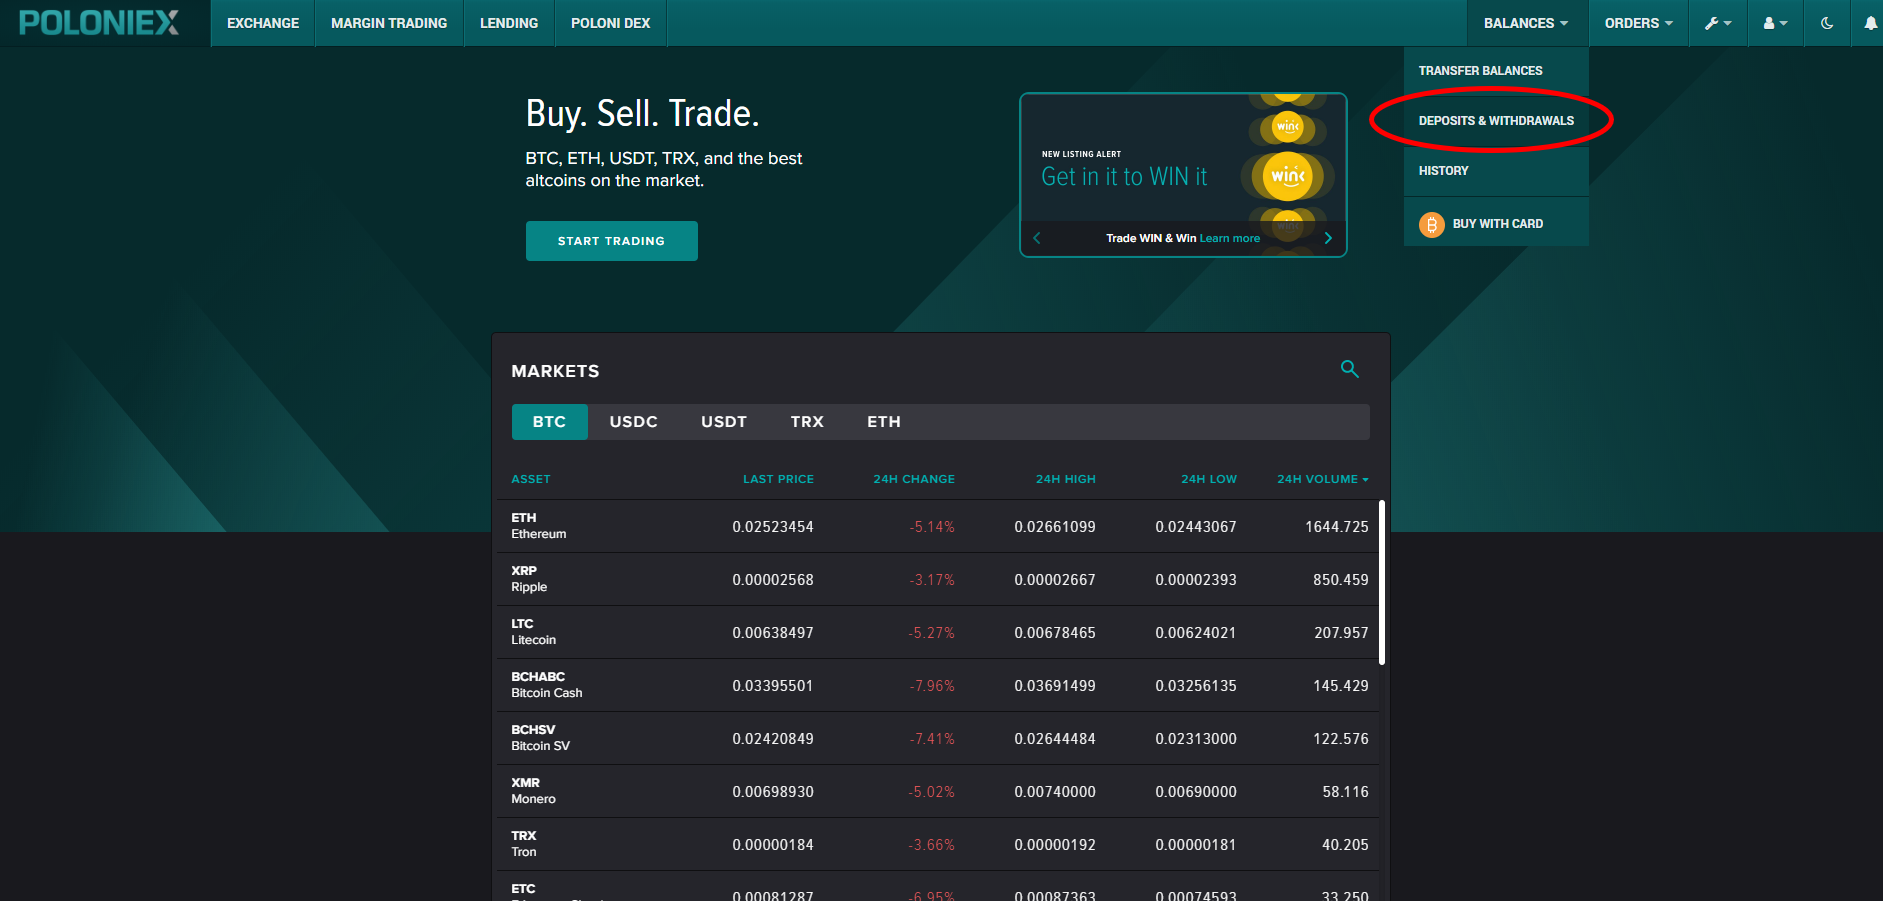 POLONIEX
EXCHANGE
MARGIN TRADING
LENDING
POLONI DEX
BALANCES
ORDERS
TRANSFER BALANCES
DEPOSITS & WITHDRAWALS
HISTORY
BUY WITH CARD
Buy. Sell. Trade.
BTC, ETH, USDT, TRX, and the best
altcoins on the market.
START TRADING
NEW LISTING ALERT
Get in it to WIN it
WINK
WINK
Trade WIN & Win Learn more
MARKETS
BTC USDC USDT TRX ETH
ASSET LAST PRICE 24H CHANGE 24H HIGH 24H LOW 24H VOLUME
ETH
Ethereum
0.02523454 -5.14% 0.02661099 0.02443067 1644.725
XRP
Ripple
0.00002568 -3.17% 0.00002667 0.00002393 850.459
LTC
Litecoin
0.00638497 -5.27% 0.00678465 0.00624021 207.957
BCHABC
Bitcoin Cash
0.03395501 -7.96% 0.03691499 0.03256135 145.429
BCHSV
Bitcoin SV
0.02420849 -7.41% 0.02644484 0.02313000 122.576
XMR
Monero
0.00698930 -5.02% 0.00740000 0.00690000 58.116
TRX
Tron
0.00000184 -3.66% 0.00000192 0.00000181 40.205
ETC
0.00081287 -6.95% 0.00087363 0.00074593 33.250